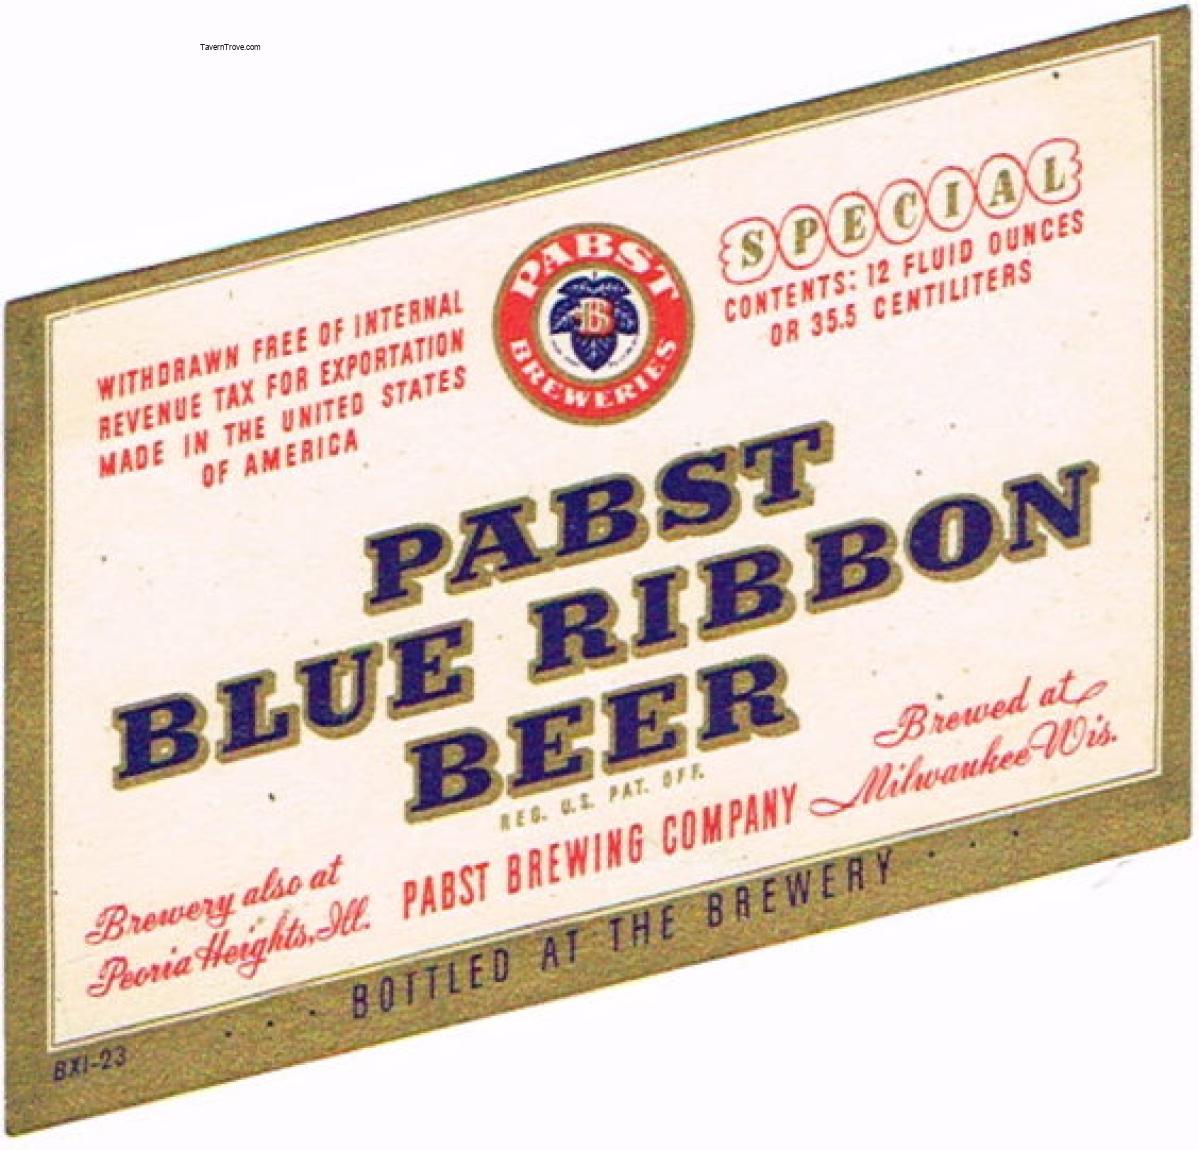 TavernTrove.com
WITHDRAWN FREE OF INTERNAL
REVENUE TAX FOR EXPORTATION
MADE IN THE UNITED STATES
OF AMERICA
PABST
B
BREWERIES
SPECIAL
CONTENTS: 12 FLUID OUNCES
OR 35.5 CENTILITERS
PABST
BLUE RIBBON
BEER
REG. U.S. PAT. OFF.
Brewery also at
Peoria Heights, Ill.
PABST BREWING COMPANY
Brewed at
Milwaukee Wis.
· · · BOTTLED AT THE BREWERY · · ·
BXI-23